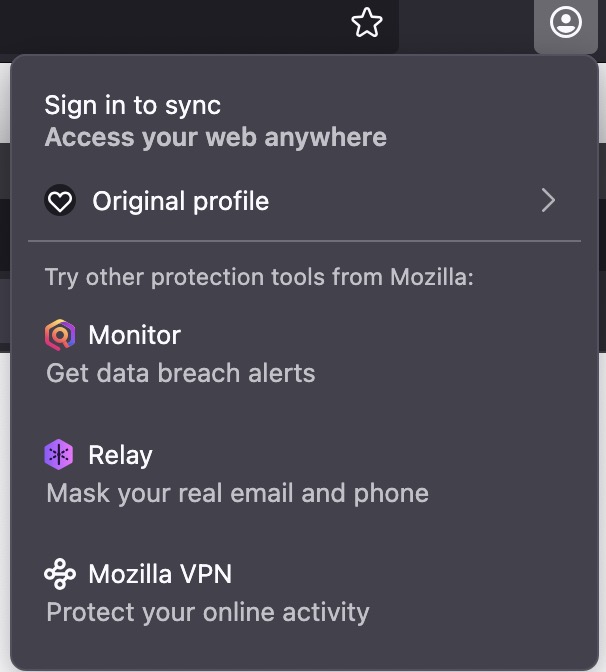 Sign in to sync
Access your web anywhere
Original profile
Try other protection tools from Mozilla:
Monitor
Get data breach alerts
Relay
Mask your real email and phone
Mozilla VPN
Protect your online activity